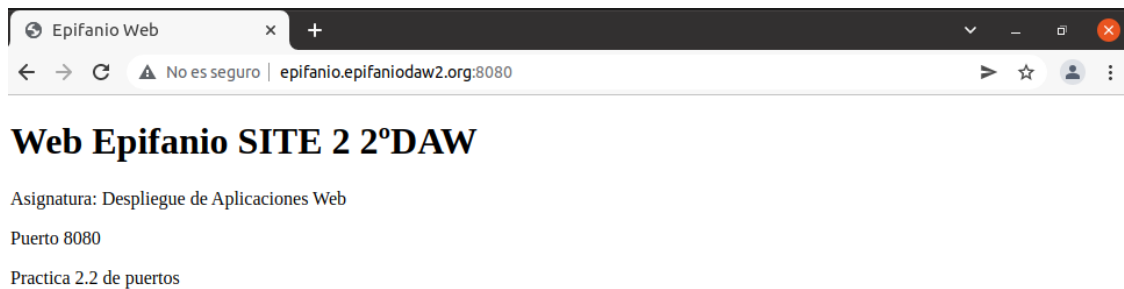 Epifanio Web
No es seguro | epifanio.epifaniodaw2.org:8080
Web Epifanio SITE 2 2ºDAW
Asignatura: Despliegue de Aplicaciones Web
Puerto 8080
Practica 2.2 de puertos